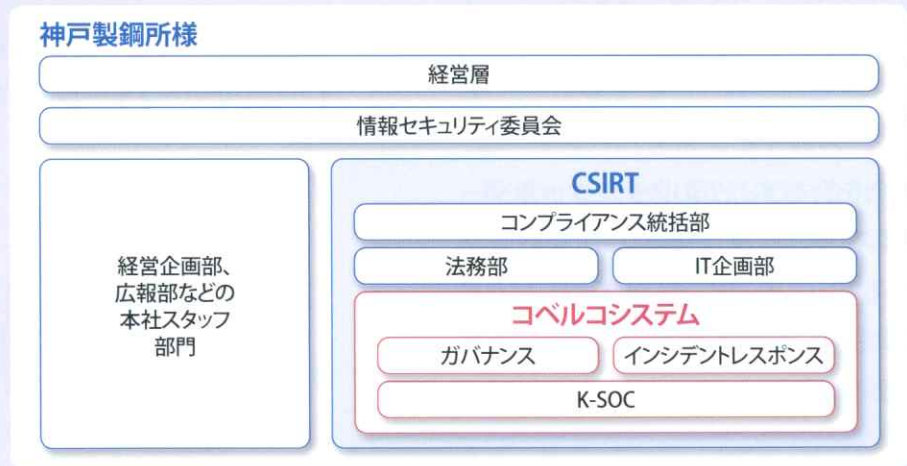 神戸製鋼所様
経営層
情報セキュリティ委員会
経営企画部、
広報部などの
本社スタッフ
部門
CSIRT
コンプライアンス統括部
法務部
IT企画部
コベルコシステム
ガバナンス
インシデントレスポンス
K-SOC